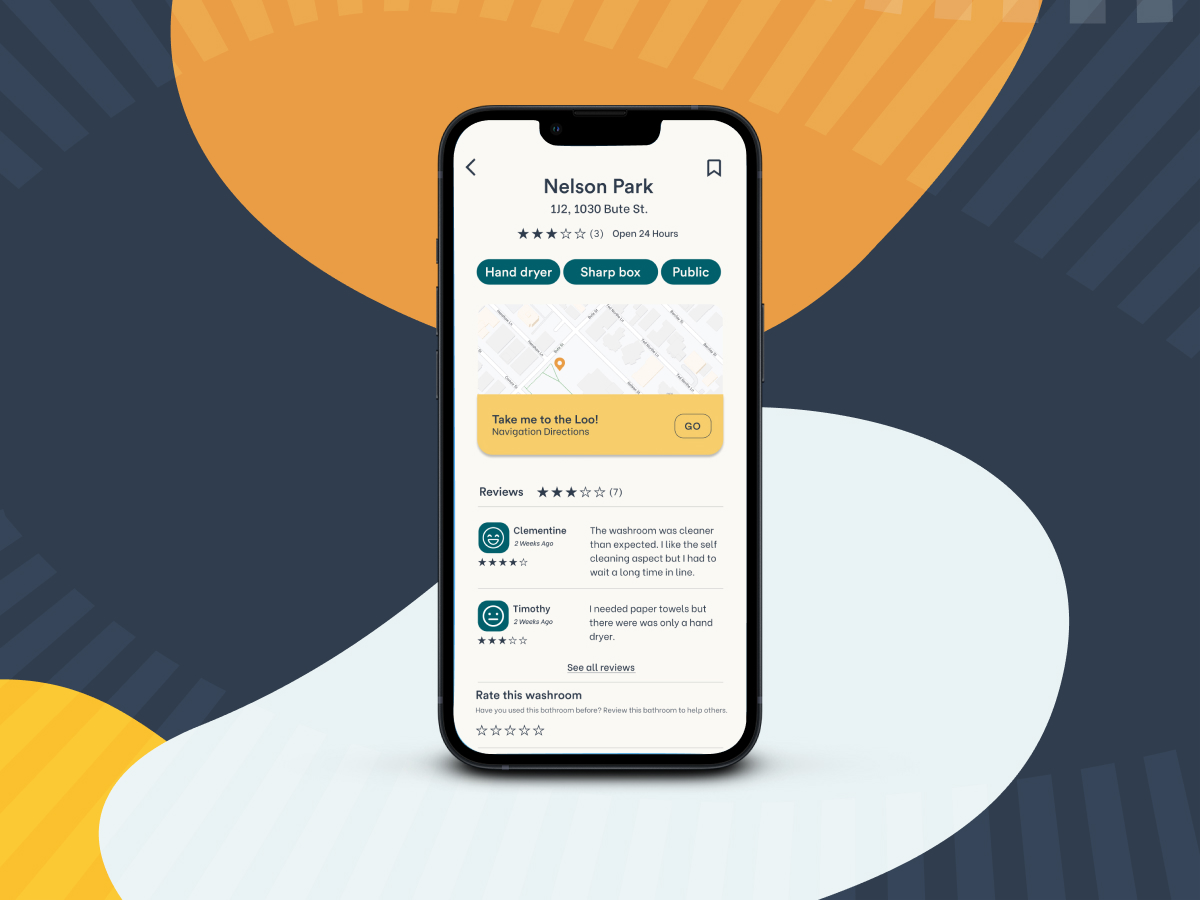 Nelson Park
1J2, 1030 Bute St.
(3) Open 24 Hours
Hand dryer Sharp box Public
Bute St
Bute St
Take me to the Loo!
Navigation Directions
GO
Reviews (7)
Clementine
2 Weeks Ago
The washroom was cleaner
than expected. I like the self
cleaning aspect but I had to
wait a long time in line.
Timothy
2 Weeks Ago
I needed paper towels but
there were was only a hand
dryer.
See all reviews
Rate this washroom
Have you used this bathroom before? Review this bathroom to help others.